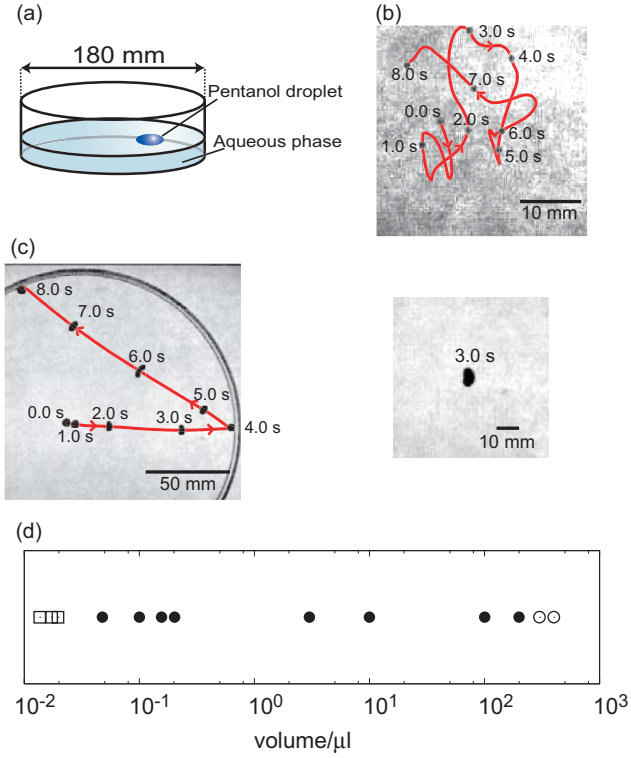 (a)
180 mm
Pentanol droplet
Aqueous phase
(b)
3.0 s
4.0 s
8.0 s
7.0 s
0.0 s
2.0 s
6.0 s
1.0 s
5.0 s
10 mm
(c)
8.0 s
7.0 s
6.0 s
5.0 s
0.0 s
2.0 s
3.0 s
4.0 s
1.0 s
50 mm
3.0 s
10 mm
(d)
10⁻² 10⁻¹ 10⁰ 10¹ 10² 10³
volume/μl